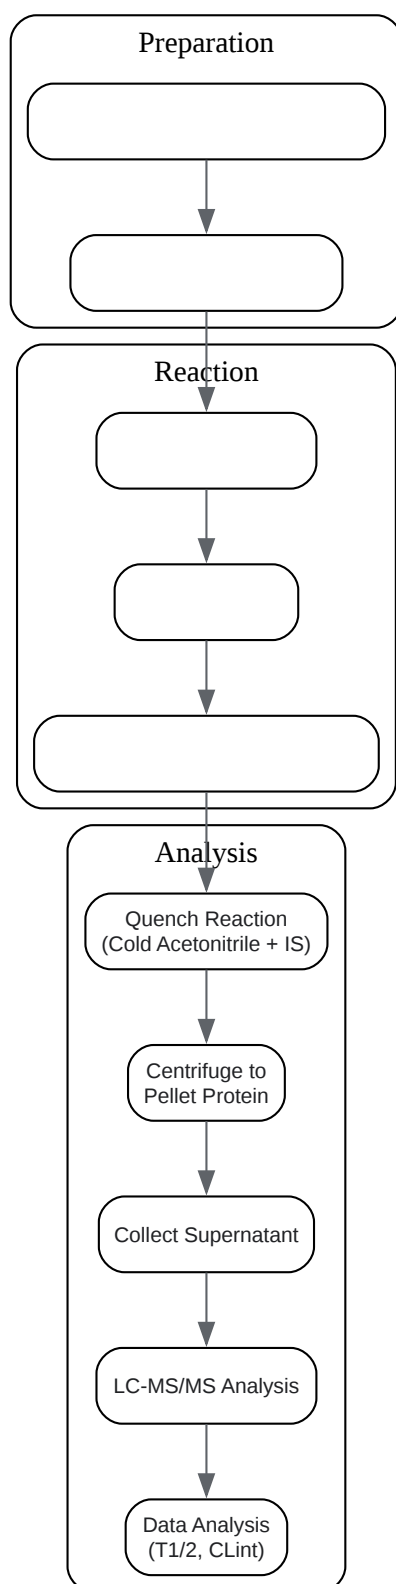 Preparation
Reaction
Analysis
Quench Reaction
(Cold Acetonitrile + IS)
Centrifuge to
Pellet Protein
Collect Supernatant
LC-MS/MS Analysis
Data Analysis
(T1/2, CLint)